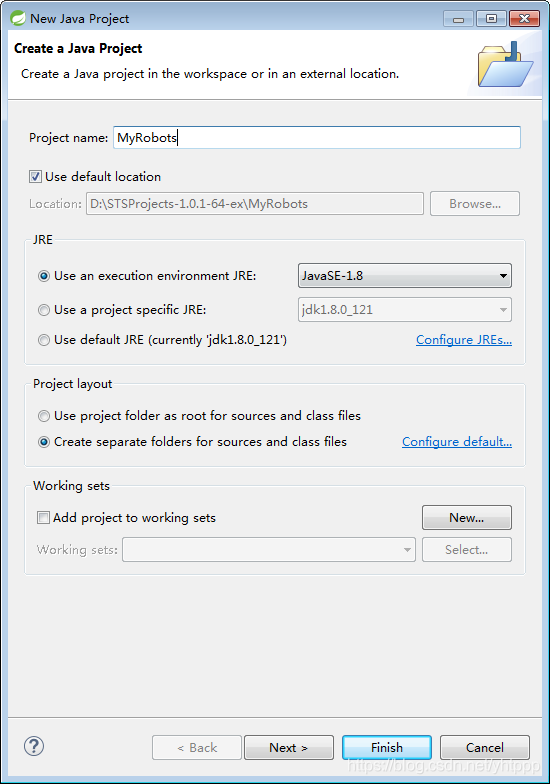 New Java Project
Create a Java Project
Create a Java project in the workspace or in an external location.
Project name: MyRobots
Use default location
Location: D:\STSProjects-1.0.1-64-ex\MyRobots Browse...
JRE
Use an execution environment JRE: JavaSE-1.8
Use a project specific JRE: jdk1.8.0_121
Use default JRE (currently 'jdk1.8.0_121') Configure JREs...
Project layout
Use project folder as root for sources and class files
Create separate folders for sources and class files Configure default...
Working sets
Add project to working sets New...
Working sets: Select...
? < Back Next > Finish Cancel
https://blog.csdn.net/yhtppp